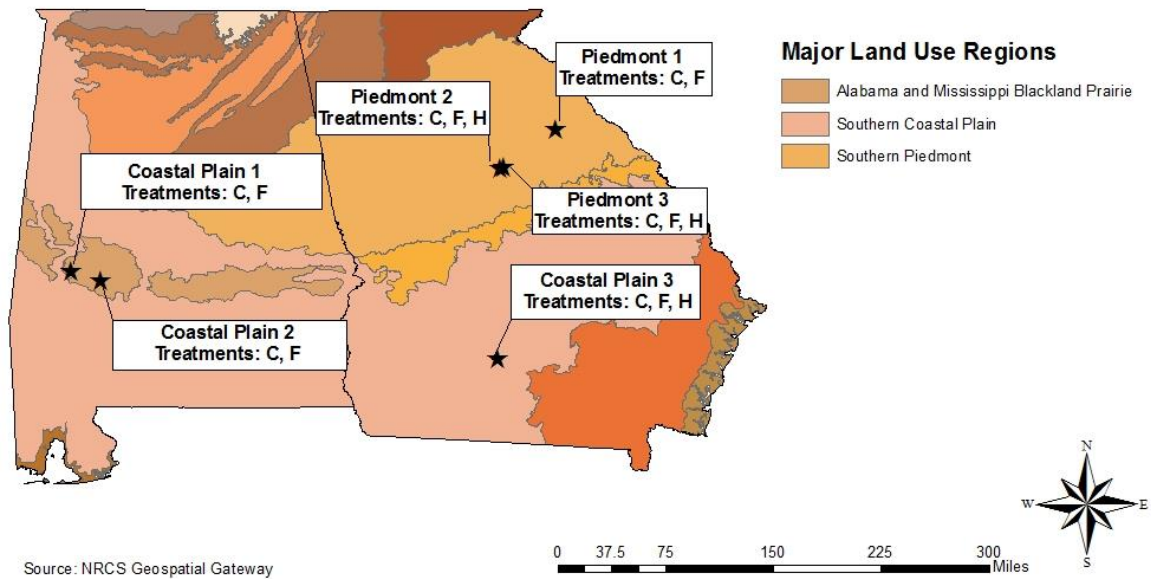 Major Land Use Regions
Alabama and Mississippi Blackland Prairie
Southern Coastal Plain
Southern Piedmont
Piedmont 1
Treatments: C, F
Piedmont 2
Treatments: C, F, H
Coastal Plain 1
Treatments: C, F
Piedmont 3
Treatments: C, F, H
Coastal Plain 3
Treatments: C, F, H
Coastal Plain 2
Treatments: C, F
N
W
E
S
0 37.5 75 150 225 300
Miles
Source: NRCS Geospatial Gateway